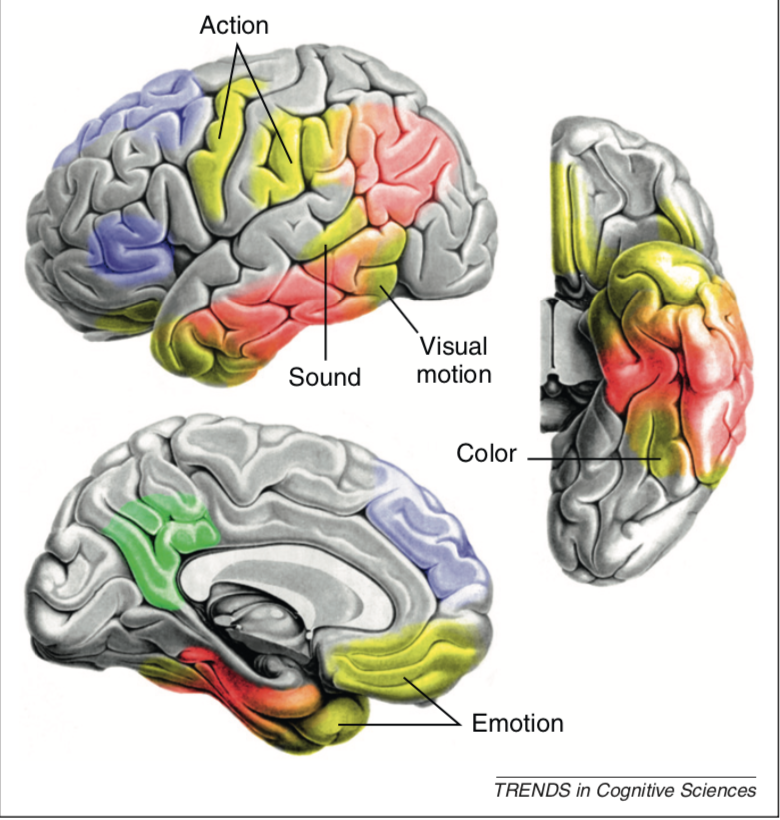 Action
Sound
Visual
motion
Color
Emotion
TRENDS in Cognitive Sciences